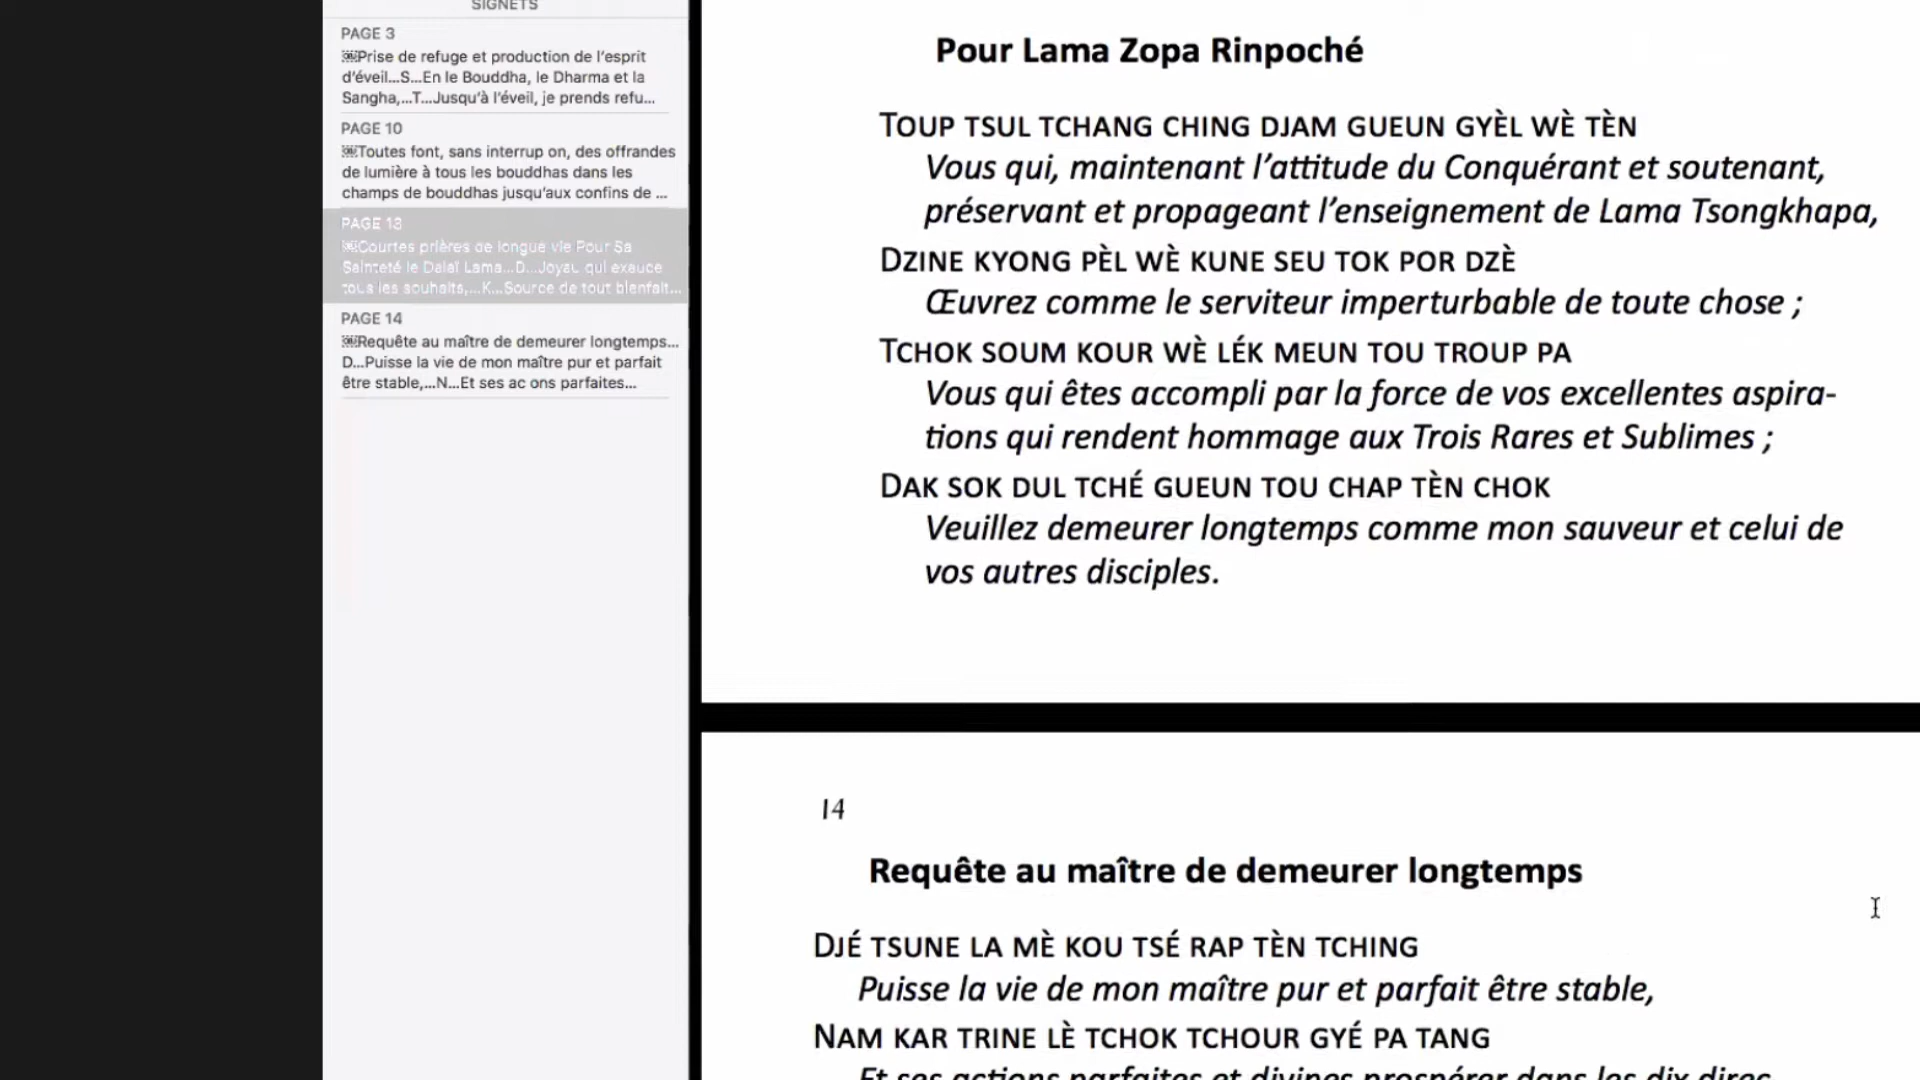 SIGNETS
PAGE 3
Prise de refuge et production de l'esprit
d'éveil...S...En le Bouddha, le Dharma et la
Sangha,...T...Jusqu'à l'éveil, je prends refu...
PAGE 10
Toutes font, sans interrup on, des offrandes
de lumière à tous les bouddhas dans les
champs de bouddhas jusqu'aux confins de ...
PAGE 13
Courtes prières de longue vie Pour Sa
Sainteté le Dalaï Lama...D...Joyau qui exauce
tous les souhaits,...K...Source de tout bienfait...
PAGE 14
Requête au maître de demeurer longtemps...
D...Puisse la vie de mon maître pur et parfait
être stable,...N...Et ses ac ons parfaites...
Pour Lama Zopa Rinpoché
TOUP TSUL TCHANG CHING DJAM GUEUN GYÈL WÈ TÈN
Vous qui, maintenant l'attitude du Conquérant et soutenant,
préservant et propageant l'enseignement de Lama Tsongkhapa,
DZINE KYONG PÈL WÈ KUNE SEU TOK POR DZÈ
Œuvrez comme le serviteur imperturbable de toute chose ;
TCHOK SOUM KOUR WÈ LÉK MEUN TOU TROUP PA
Vous qui êtes accompli par la force de vos excellentes aspira-
tions qui rendent hommage aux Trois Rares et Sublimes ;
DAK SOK DUL TCHÉ GUEUN TOU CHAP TÈN CHOK
Veuillez demeurer longtemps comme mon sauveur et celui de
vos autres disciples.
14
Requête au maître de demeurer longtemps
DJÉ TSUNE LA MÈ KOU TSÉ RAP TÈN TCHING
Puisse la vie de mon maître pur et parfait être stable,
NAM KAR TRINE LÈ TCHOK TCHOUR GYÉ PA TANG
Et ses actions parfaites et divines prospérer dans les dix direc